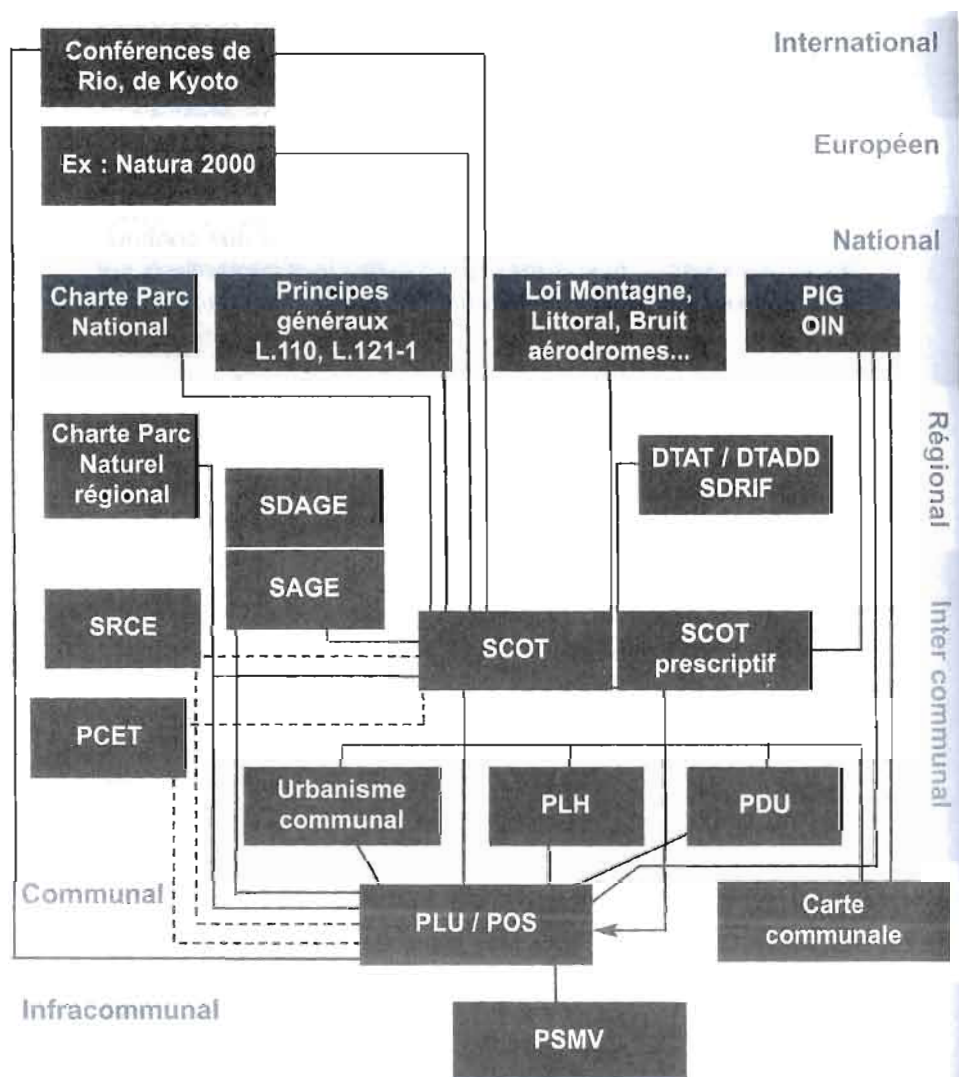 International
Conférences de
Rio, de Kyoto
Européen
Ex : Natura 2000
National
Charte Parc
National
Principes
généraux
L.110, L.121-1
Loi Montagne,
Littoral, Bruit
aérodromes...
PIG
OIN
Régional
Charte Parc
Naturel
régional
SDAGE
DTAT / DTADD
SDRIF
SAGE
Inter communal
SRCE
SCOT
SCOT
prescriptif
PCET
Urbanisme
communal
PLH
PDU
Communal
PLU / POS
Carte
communale
Infracommunal
PSMV